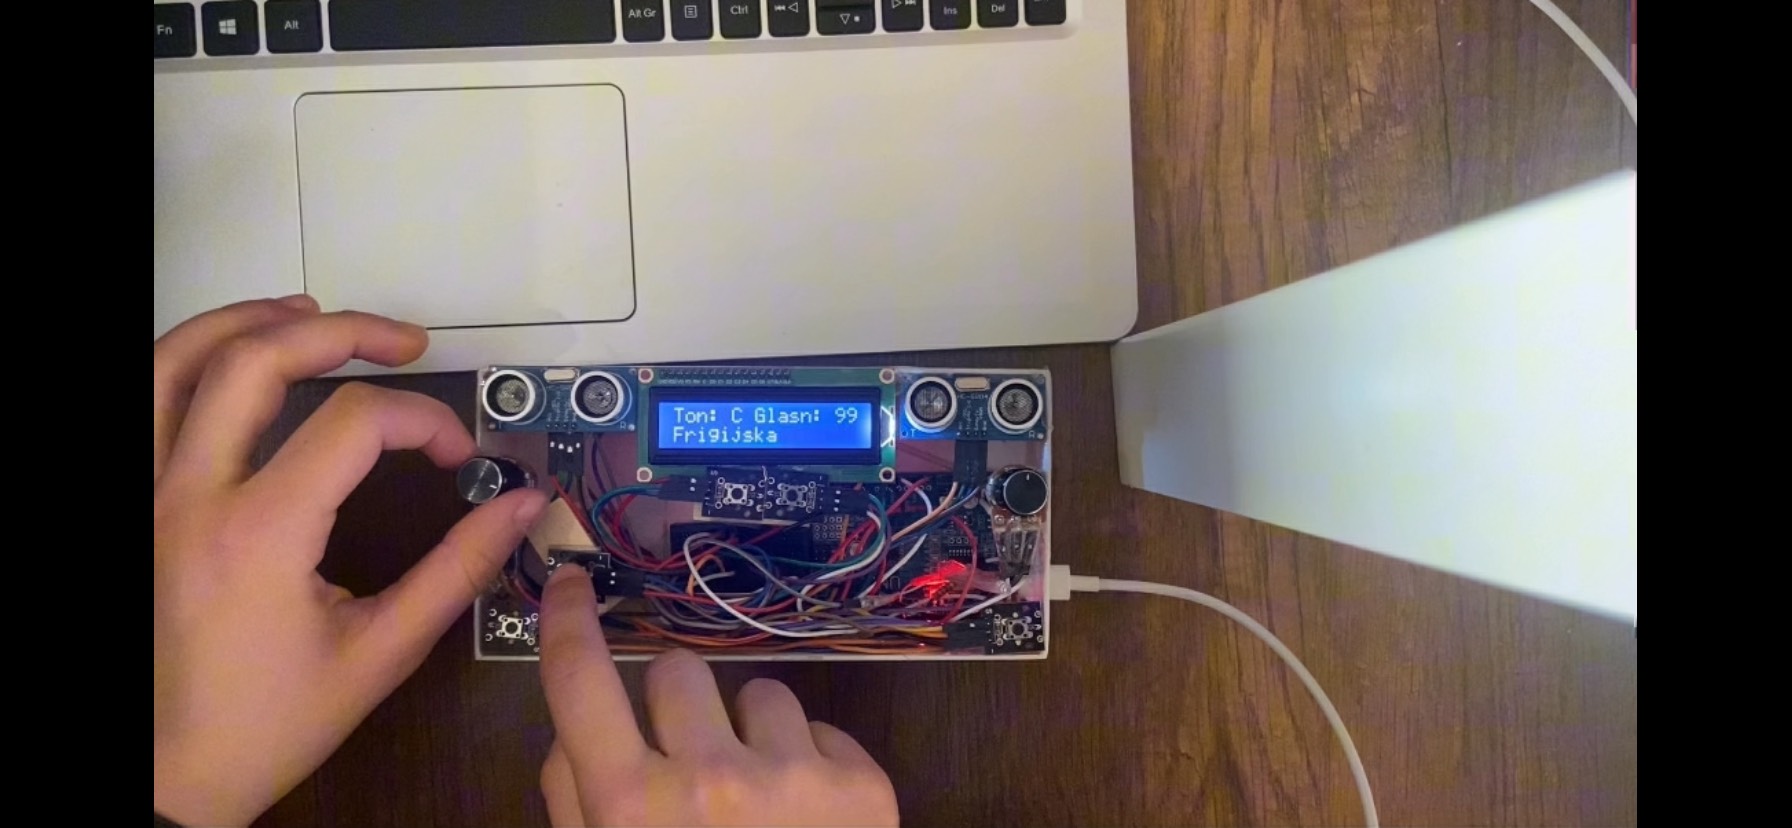 Fn
Alt
Alt Gr
Ctrl
Ins
Del
Ton: C Glasn: 99
Frigijska